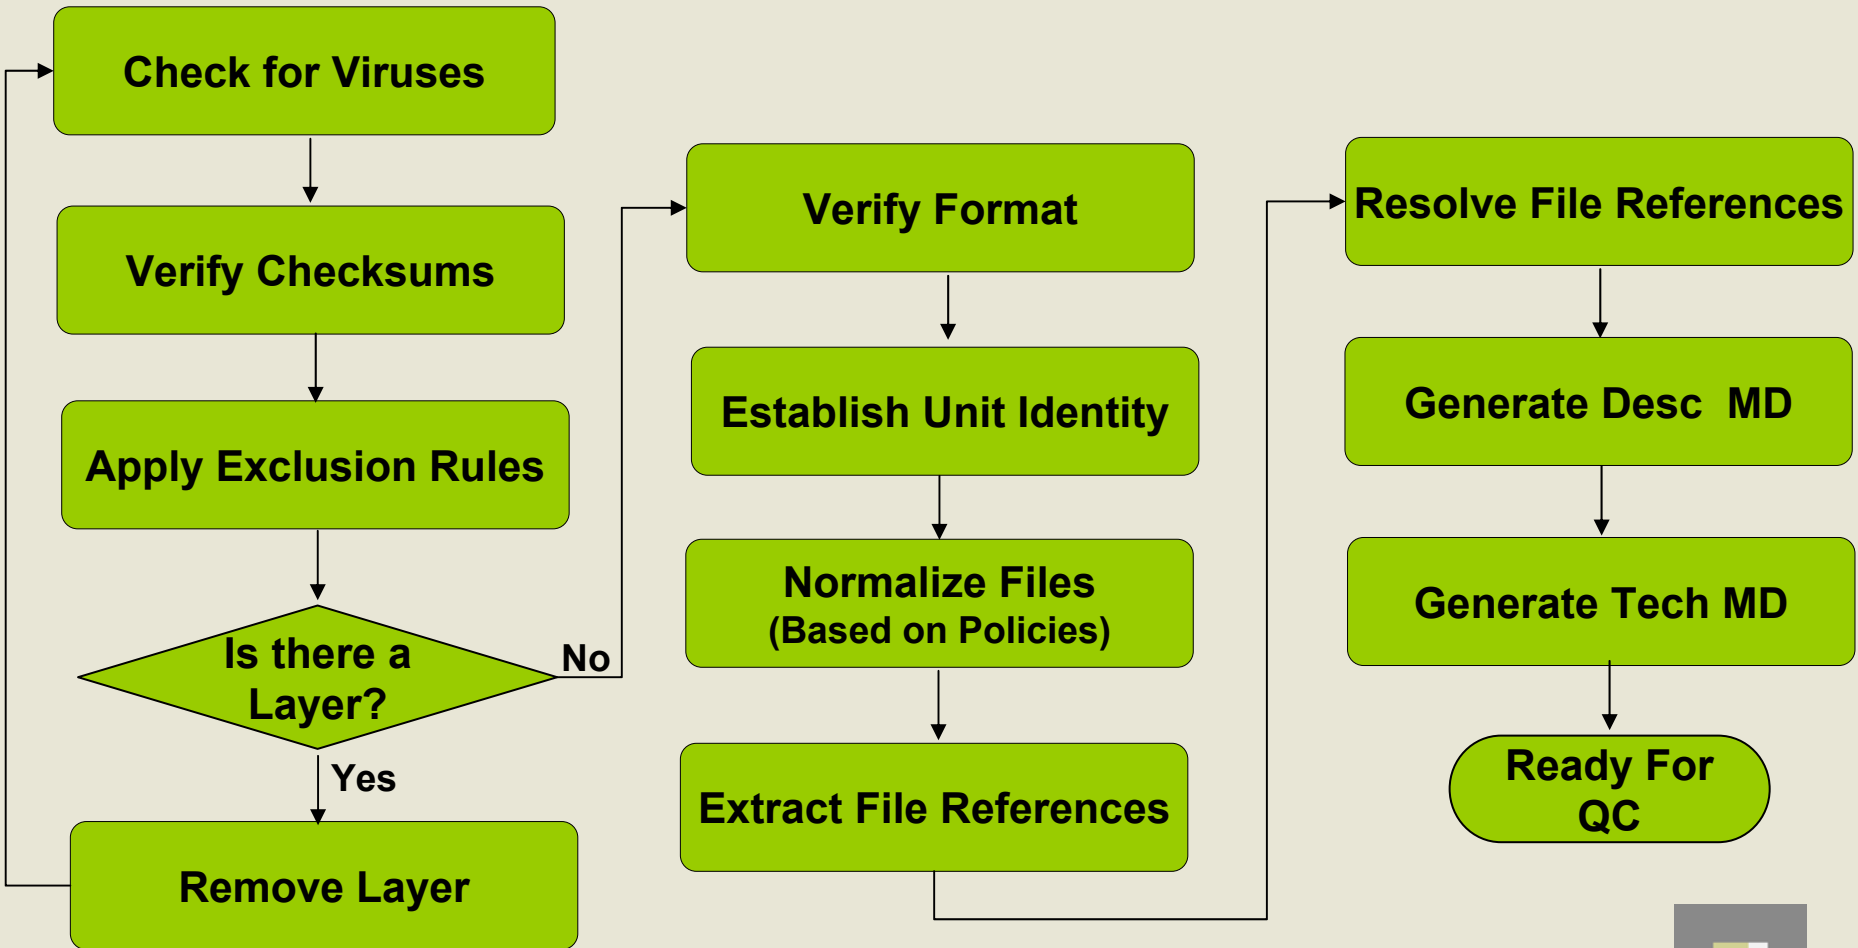 Check for Viruses
Verify Checksums
Apply Exclusion Rules
Is there a
Layer?
No
Yes
Remove Layer
Verify Format
Establish Unit Identity
Normalize Files
(Based on Policies)
Extract File References
Resolve File References
Generate Desc  MD
Generate Tech MD
Ready For
QC